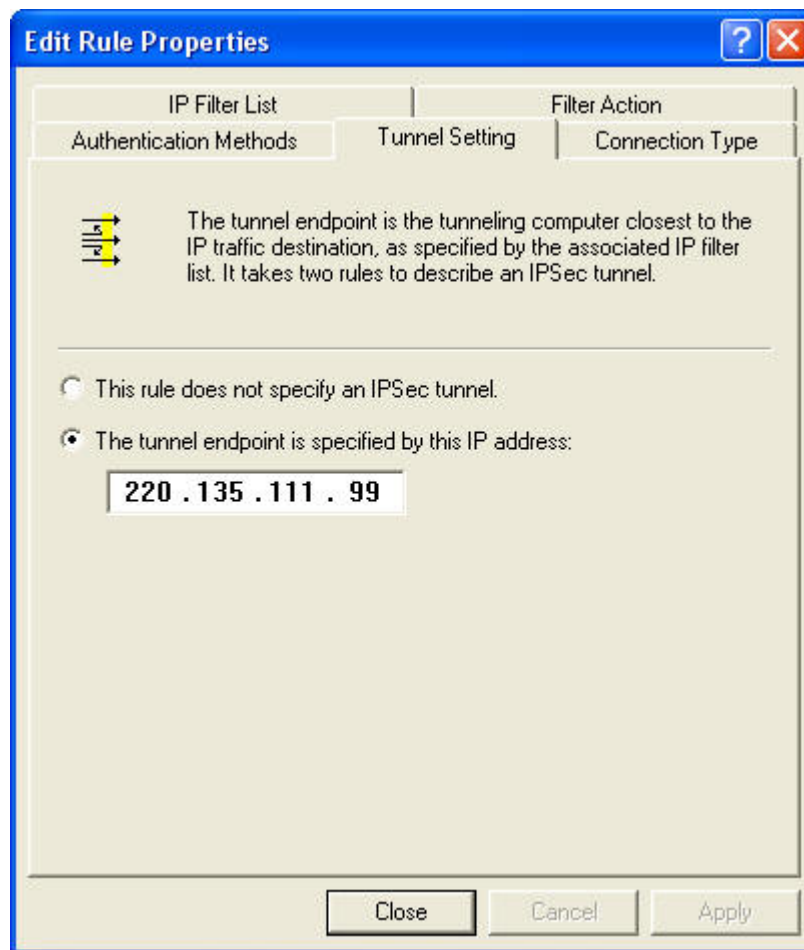 Edit Rule Properties
IP Filter List
Filter Action
Authentication Methods
Tunnel Setting
Connection Type
The tunnel endpoint is the tunneling computer closest to the
IP traffic destination, as specified by the associated IP filter
list. It takes two rules to describe an IPSec tunnel.
This rule does not specify an IPSec tunnel.
The tunnel endpoint is specified by this IP address:
220 . 135 . 111 . 99
Close
Cancel
Apply